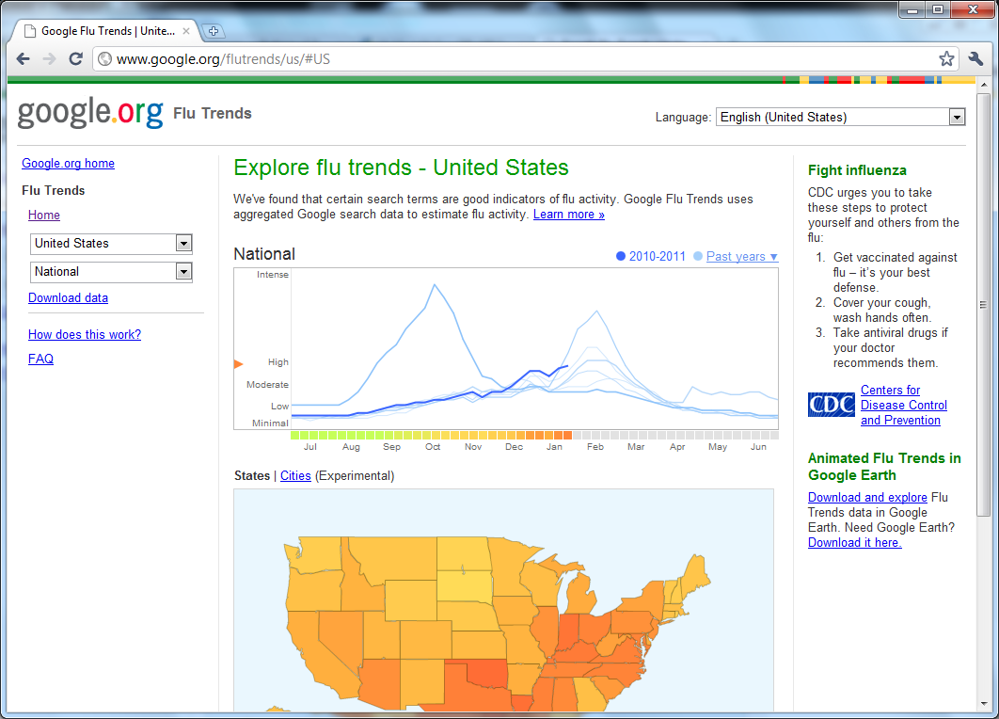 Google Flu Trends | Unite...
www.google.org/flutrends/us/#US
google.org Flu Trends
Language: English (United States)
Google.org home
Flu Trends
Home
United States
National
Download data
How does this work?
FAQ
Explore flu trends - United States
We've found that certain search terms are good indicators of flu activity. Google Flu Trends uses
aggregated Google search data to estimate flu activity. Learn more »
National
2010-2011 Past years ▼
Intense
High
Moderate
Low
Minimal
Jul Aug Sep Oct Nov Dec Jan Feb Mar Apr May Jun
States | Cities (Experimental)
Fight influenza
CDC urges you to take
these steps to protect
yourself and others from the
flu:
1. Get vaccinated against
flu – it's your best
defense.
2. Cover your cough,
wash hands often.
3. Take antiviral drugs if
your doctor
recommends them.
CDC
Centers for
Disease Control
and Prevention
Animated Flu Trends in
Google Earth
Download and explore Flu
Trends data in Google
Earth. Need Google Earth?
Download it here.